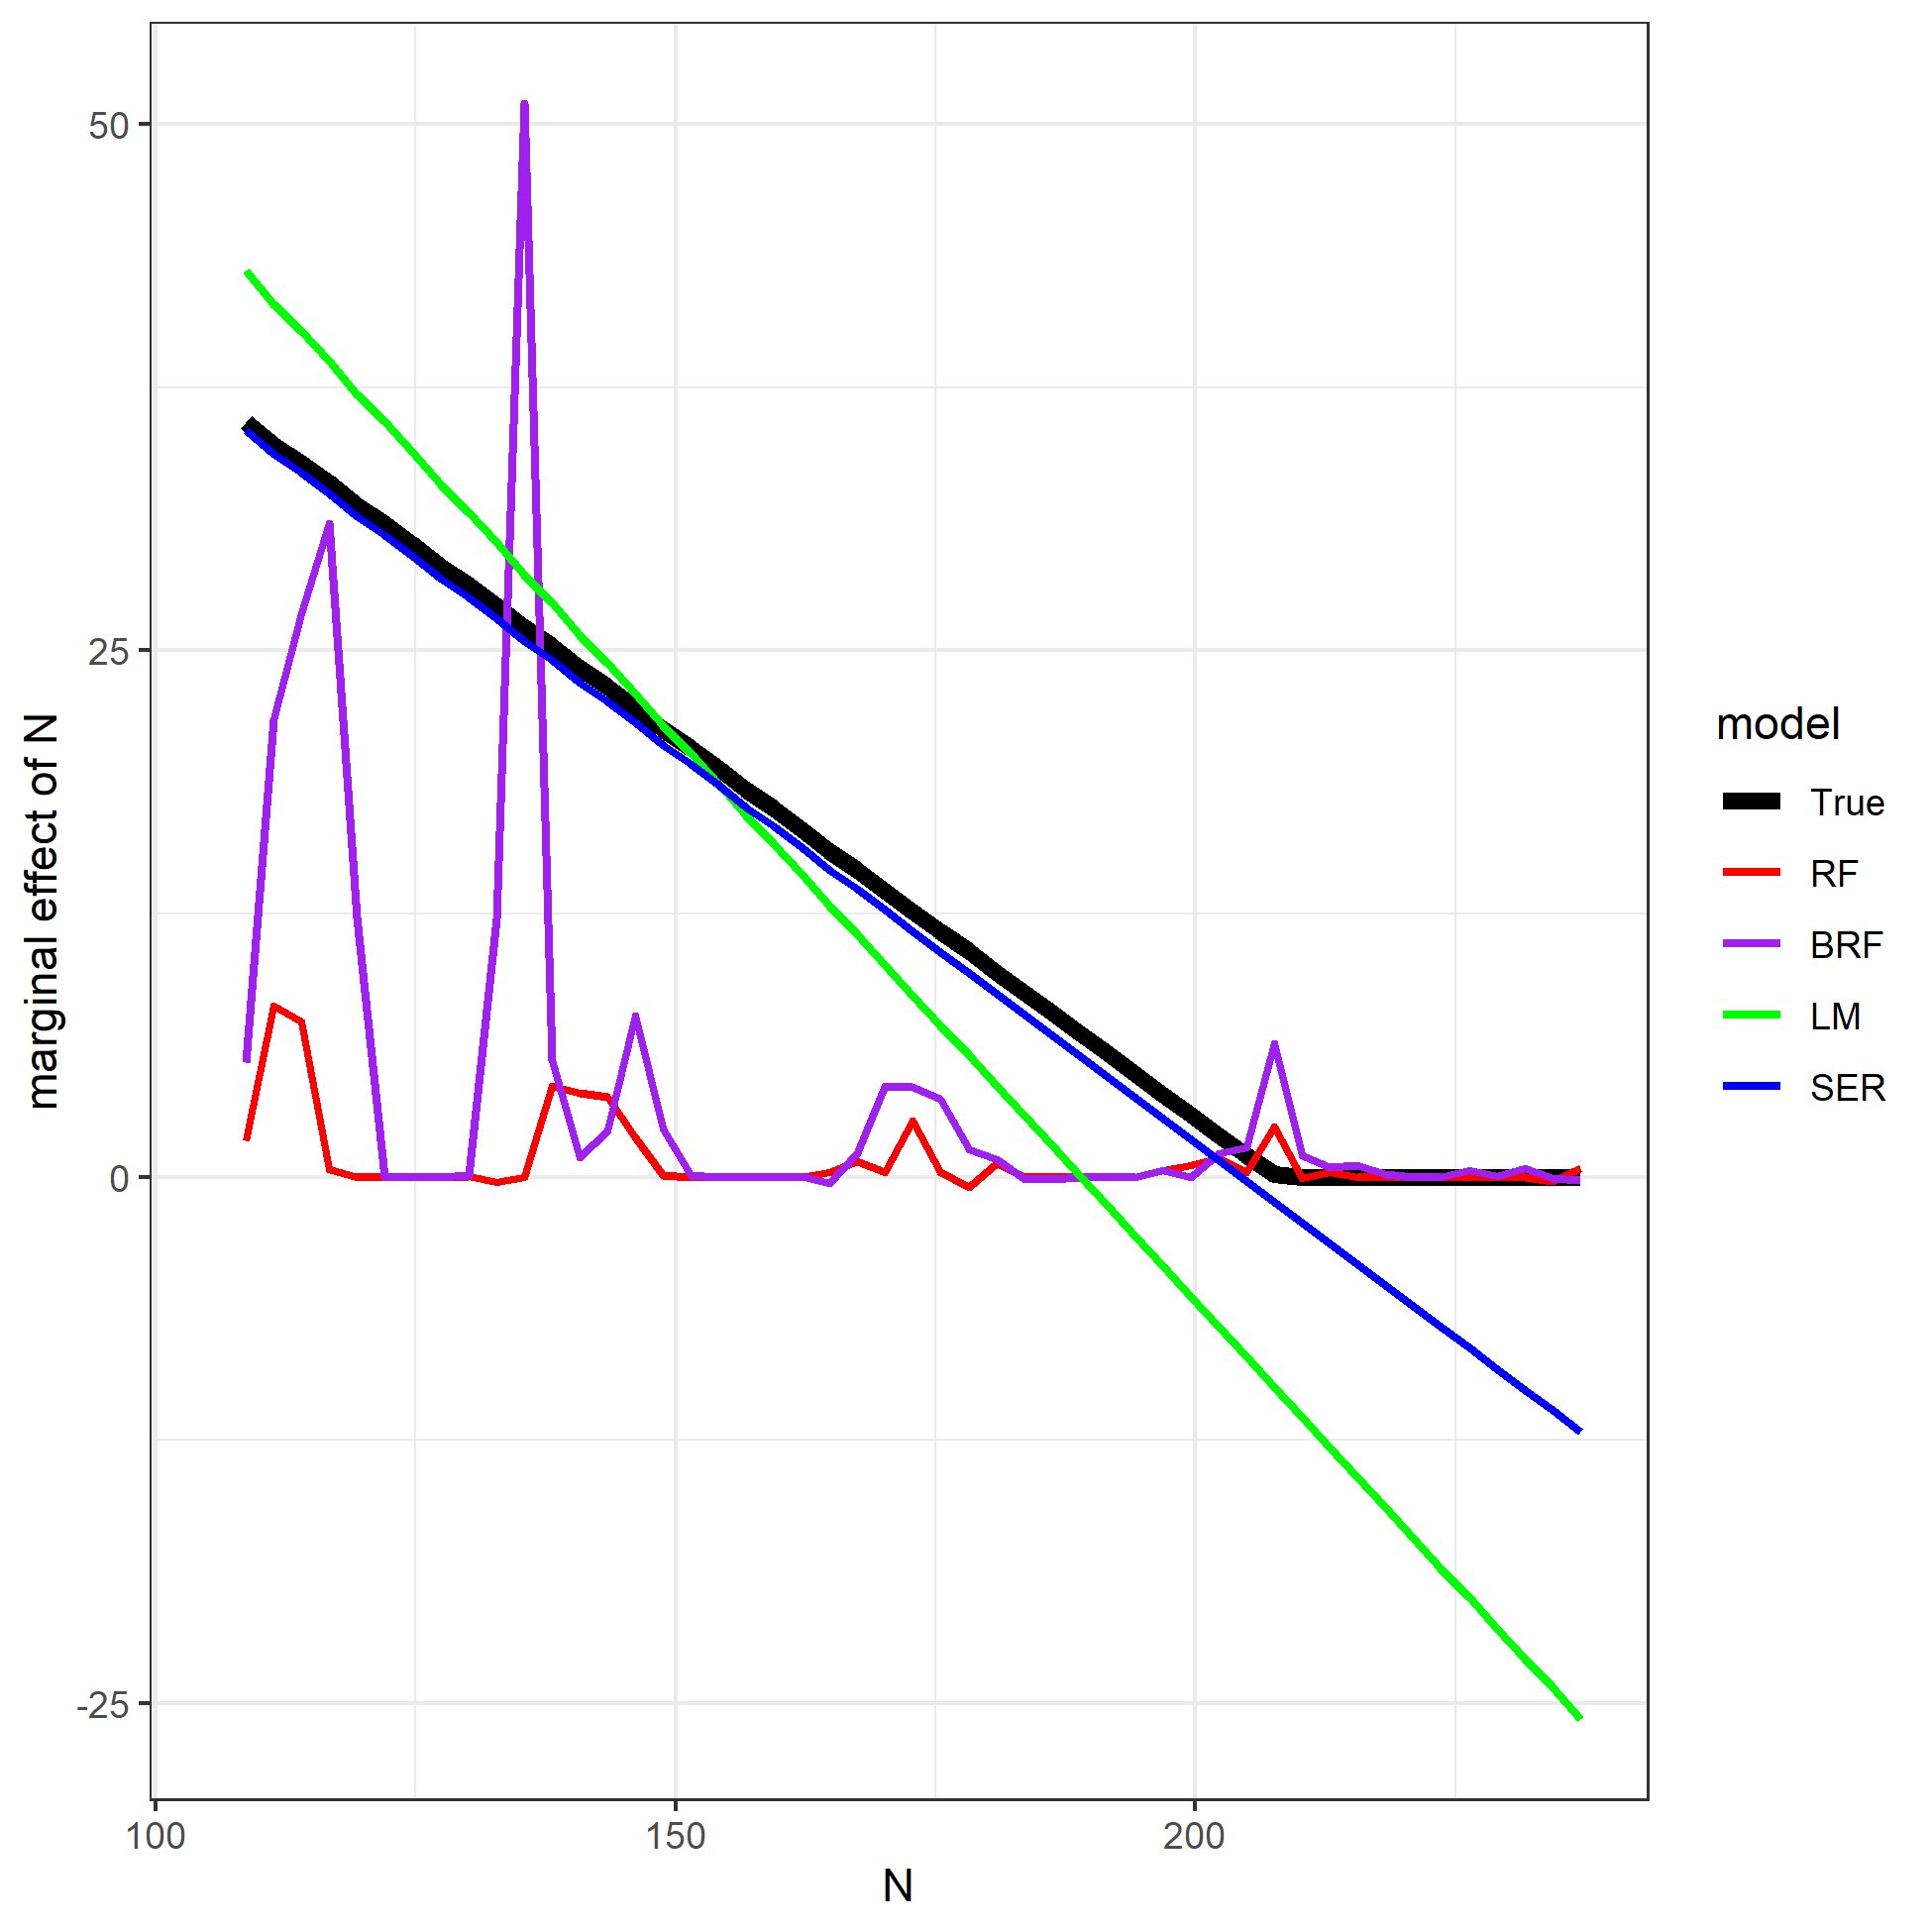 50
25
0
-25
marginal effect of N
100
150
200
N
model
True
RF
BRF
LM
SER